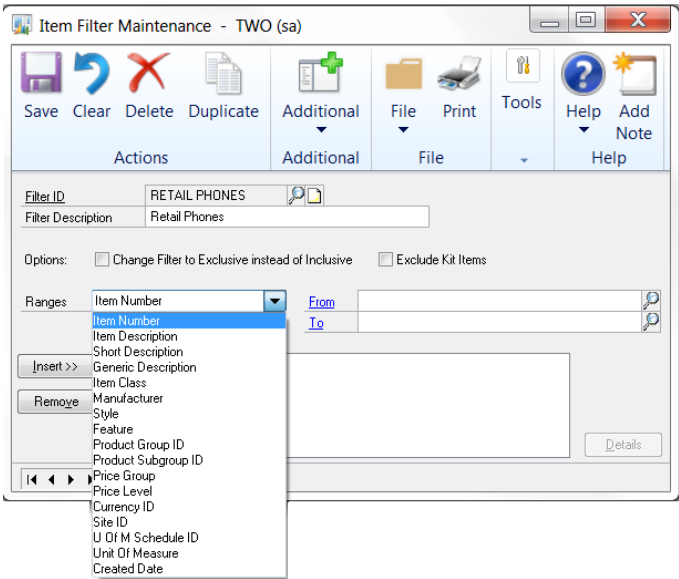 Item Filter Maintenance  -  TWO (sa)
Save Clear Delete Duplicate Additional File Print Tools Help Add Note
Actions Additional File Help
Filter ID RETAIL PHONES
Filter Description Retail Phones
Options: Change Filter to Exclusive instead of Inclusive Exclude Kit Items
Ranges Item Number From
To
Item Number
Item Description
Short Description
Generic Description
Item Class
Manufacturer
Style
Feature
Product Group ID
Product Subgroup ID
Price Group
Price Level
Currency ID
Site ID
U Of M Schedule ID
Unit Of Measure
Created Date
Insert >>
Remove
Details